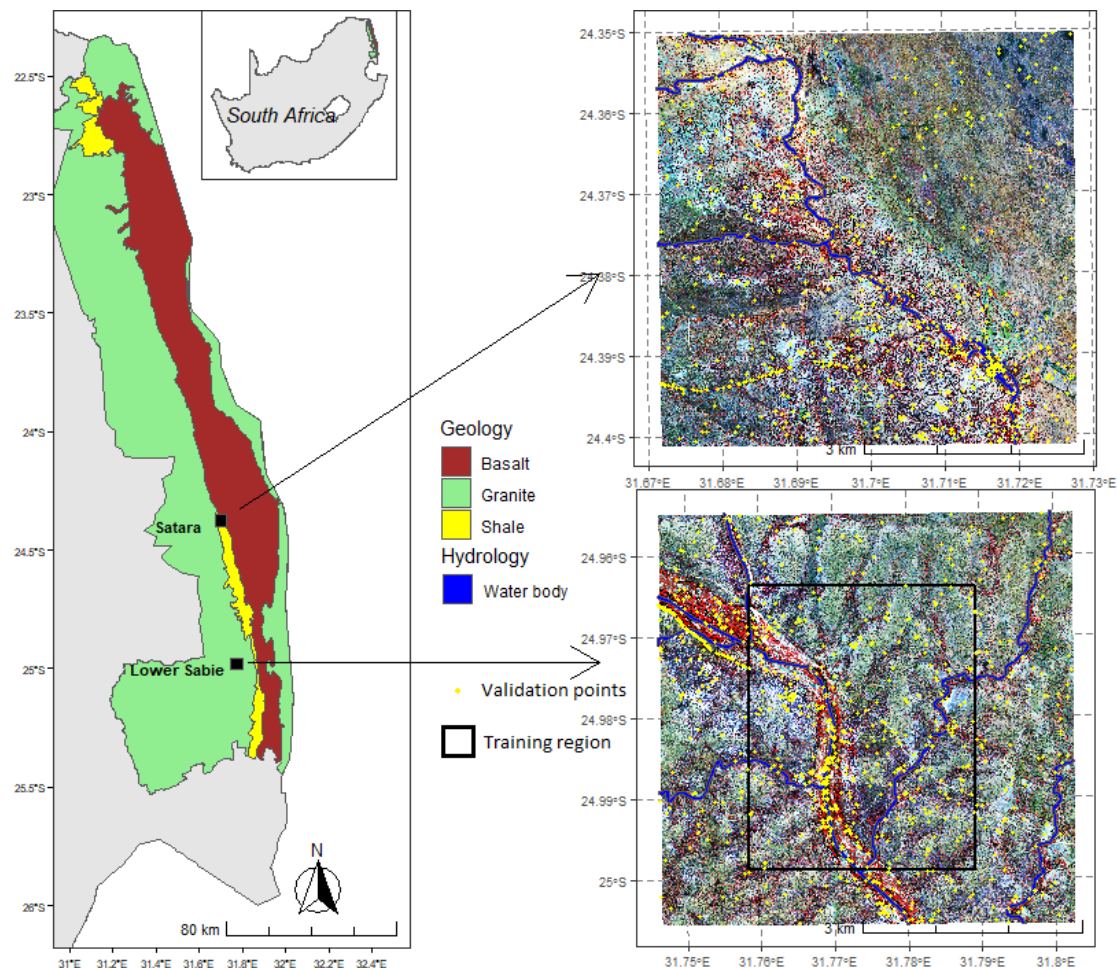 South Africa
22.5°S
23°S
23.5°S
24°S
24.5°S
25°S
25.5°S
26°S
Satara
Lower Sabie
N
80 km
31°E 31.2°E 31.4°E 31.6°E 31.8°E 32°E 32.2°E 32.4°E
Geology
Basalt
Granite
Shale
Hydrology
Water body
Validation points
Training region
24.35°S
24.36°S
24.37°S
24.38°S
24.39°S
24.4°S
3 km
31.67°E 31.68°E 31.69°E 31.7°E 31.71°E 31.72°E 31.73°E
24.96°S
24.97°S
24.98°S
24.99°S
25°S
3 km
31.75°E 31.76°E 31.77°E 31.78°E 31.79°E 31.8°E